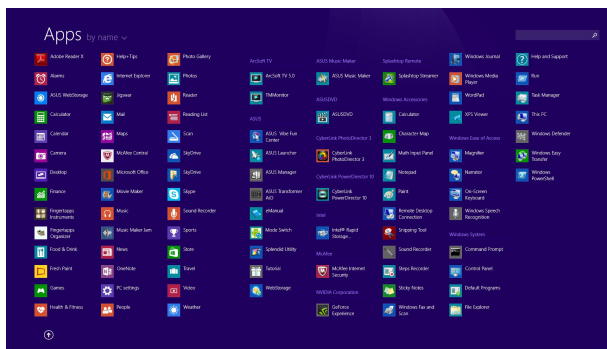 Apps by name
Adobe Reader X
Alarms
ASUS WebStorage
Calculator
Calendar
Camera
Desktop
Finance
Fingertapps
Instruments
Fingertapps
Organizer
Food & Drink
Fresh Paint
Games
Health & Fitness
Help+Tips
Internet Explorer
Jigswar
Mail
Maps
McAfee Central
Microsoft Office
Movie Maker
Music
Music Maker Jam
News
OneNote
PC settings
People
Photo Gallery
Photos
Reader
Reading List
Scan
SkyDrive
SkyDrive
Skype
Sound Recorder
Sports
Store
Travel
Video
Weather
ArcSoft TV
ArcSoft TV 5.0
TMMonitor
ASUS
ASUS Vibe Fun
Center
ASUS Launcher
ASUS Manager
ASUS Transformer
AiO
eManual
Mode Switch
Splendid Utility
Tutorial
WebStorage
ASUS Music Maker
ASUS Music Maker
ASUSDVD
ASUSDVD
CyberLink PhotoDirector 3
CyberLink
PhotoDirector 3
CyberLink PowerDirector 10
CyberLink
PowerDirector 10
Intel
Intel® Rapid
Storage...
McAfee
McAfee Internet
Security
NVIDIA Corporation
GeForce
Experience
Splashtop Remote
Splashtop Streamer
Windows Accessories
Calculator
Character Map
Math Input Panel
Notepad
Paint
Remote Desktop
Connection
Snipping Tool
Sound Recorder
Steps Recorder
Sticky Notes
Windows Fax and
Scan
Windows Journal
Windows Media
Player
WordPad
XPS Viewer
Windows Ease of Access
Magnifier
Narrator
On-Screen
Keyboard
Windows Speech
Recognition
Windows System
Command Prompt
Control Panel
Default Programs
File Explorer
Help and Support
Run
Task Manager
This PC
Windows Defender
Windows Easy
Transfer
Windows
PowerShell